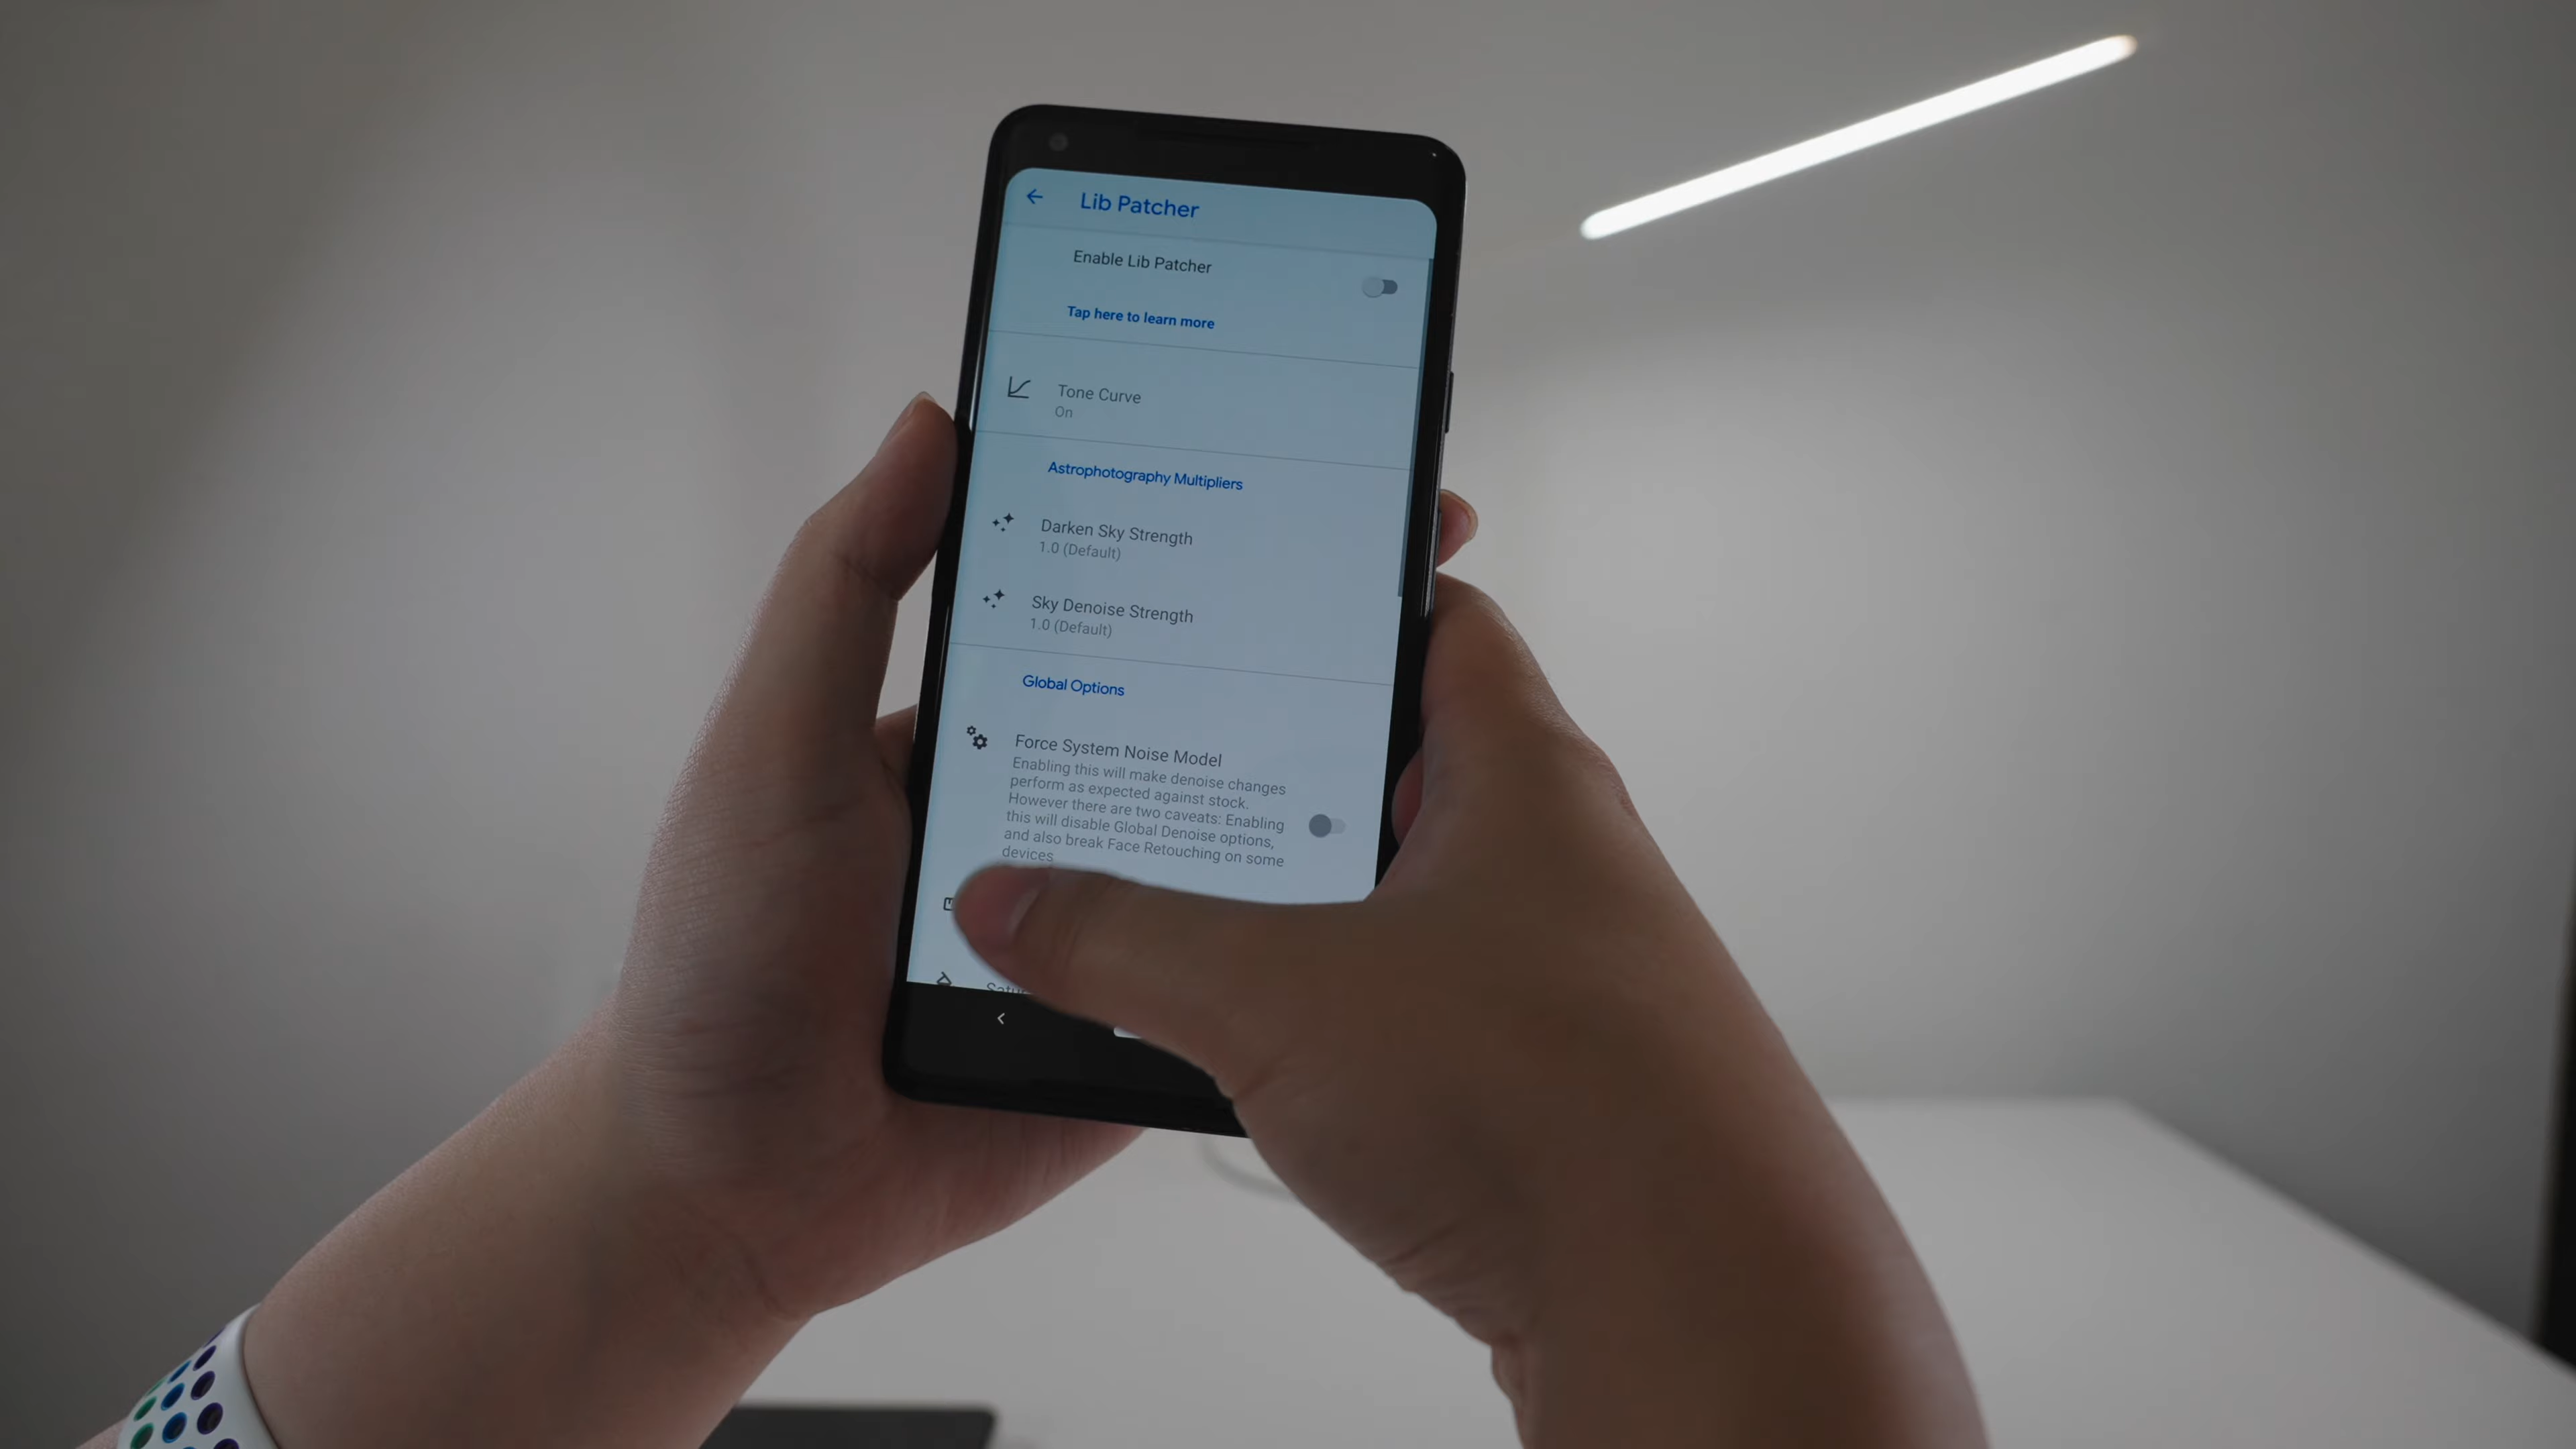 Lib Patcher
Enable Lib Patcher
Tap here to learn more
Tone Curve
On
Astrophotography Multipliers
Darken Sky Strength
1.0 (Default)
Sky Denoise Strength
1.0 (Default)
Global Options
Force System Noise Model
Enabling this will make denoise changes
perform as expected against stock.
However there are two caveats: Enabling
this will disable Global Denoise options,
and also break Face Retouching on some
devices